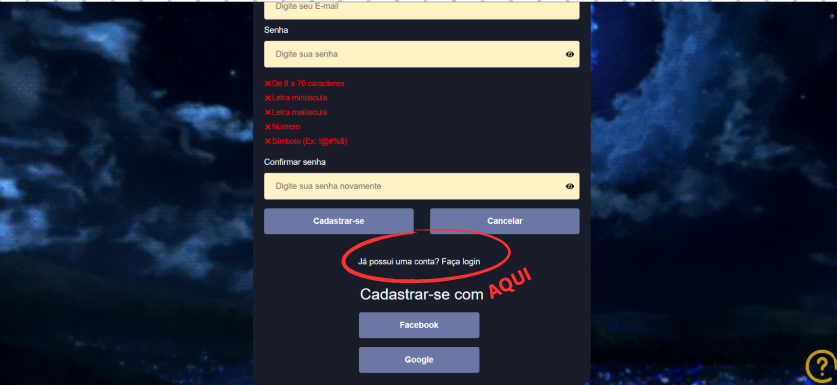 Digite seu E-mail
Senha
Digite sua senha
×De 8 a 70 caracteres
×Letra minúscula
×Letra maiúscula
×Número
×Símbolo (Ex: !@#%$)
Confirmar senha
Digite sua senha novamente
Cadastrar-se Cancelar
Já possui uma conta? Faça login
AQUI
Cadastrar-se com
Facebook
Google
?